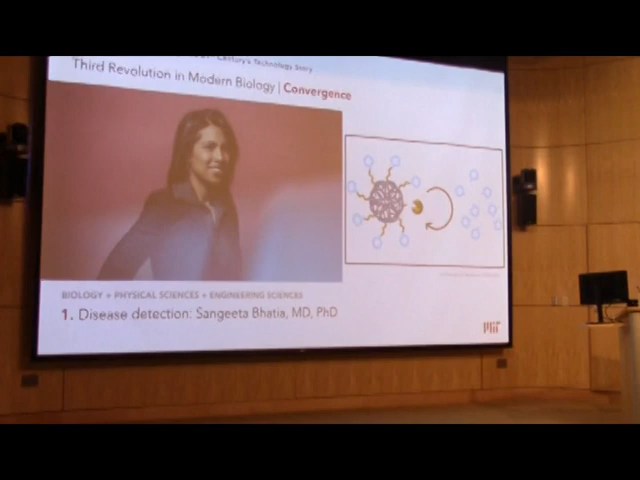 Century's Technology Story
Third Revolution in Modern Biology | Convergence
BIOLOGY + PHYSICAL SCIENCES + ENGINEERING SCIENCES
1. Disease detection: Sangeeta Bhatia, MD, PhD
MIT